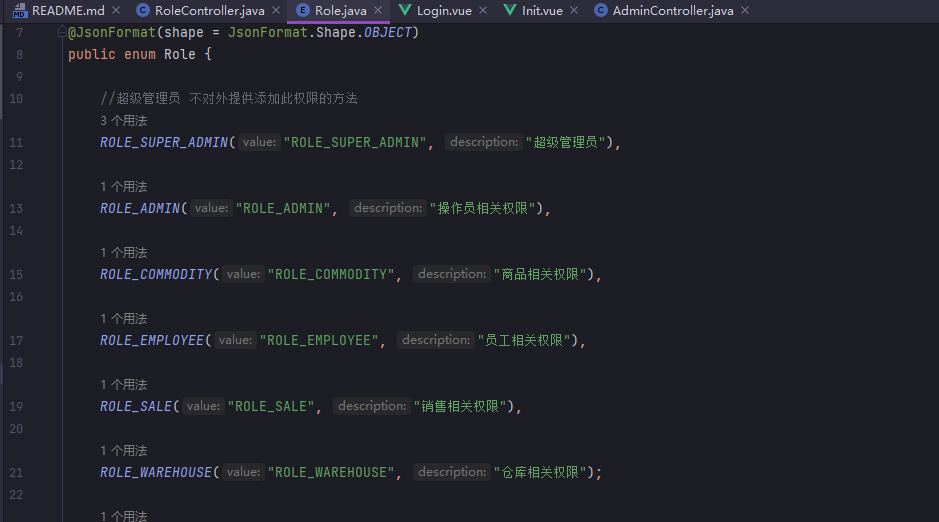 README.md RoleController.java Role.java Login.vue Init.vue AdminController.java
7 @JsonFormat(shape = JsonFormat.Shape.OBJECT)
8 public enum Role {
9
10 //超级管理员 不对外提供添加此权限的方法
3 个用法
11 ROLE_SUPER_ADMIN( value: "ROLE_SUPER_ADMIN", description: "超级管理员"),
12
1 个用法
13 ROLE_ADMIN( value: "ROLE_ADMIN", description: "操作员相关权限"),
14
1 个用法
15 ROLE_COMMODITY( value: "ROLE_COMMODITY", description: "商品相关权限"),
16
1 个用法
17 ROLE_EMPLOYEE( value: "ROLE_EMPLOYEE", description: "员工相关权限"),
18
1 个用法
19 ROLE_SALE( value: "ROLE_SALE", description: "销售相关权限"),
20
1 个用法
21 ROLE_WAREHOUSE( value: "ROLE_WAREHOUSE", description: "仓库相关权限");
22
1 个用法